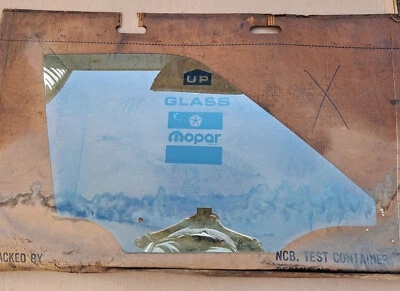 UP
GLASS
Mopar
ACKED BY
NCB. TEST CONTAINER